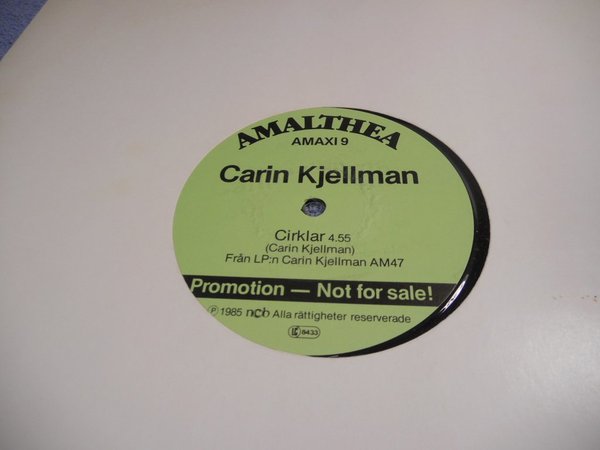 AMALTHEA
AMAXI 9
Carin Kjellman
Cirklar 4.55
(Carin Kjellman)
Från LP:n Carin Kjellman AM47
Promotion — Not for sale!
Ⓟ 1985 ncb Alla rättigheter reserverade
8433